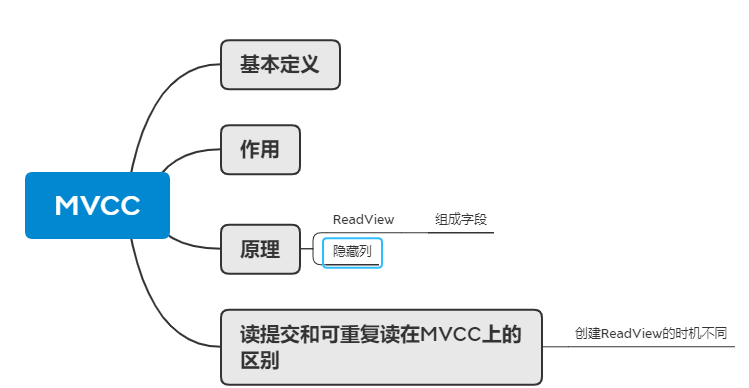 基本定义
作用
MVCC
原理
ReadView
组成字段
隐藏列
读提交和可重复读在MVCC上的
区别
创建ReadView的时机不同